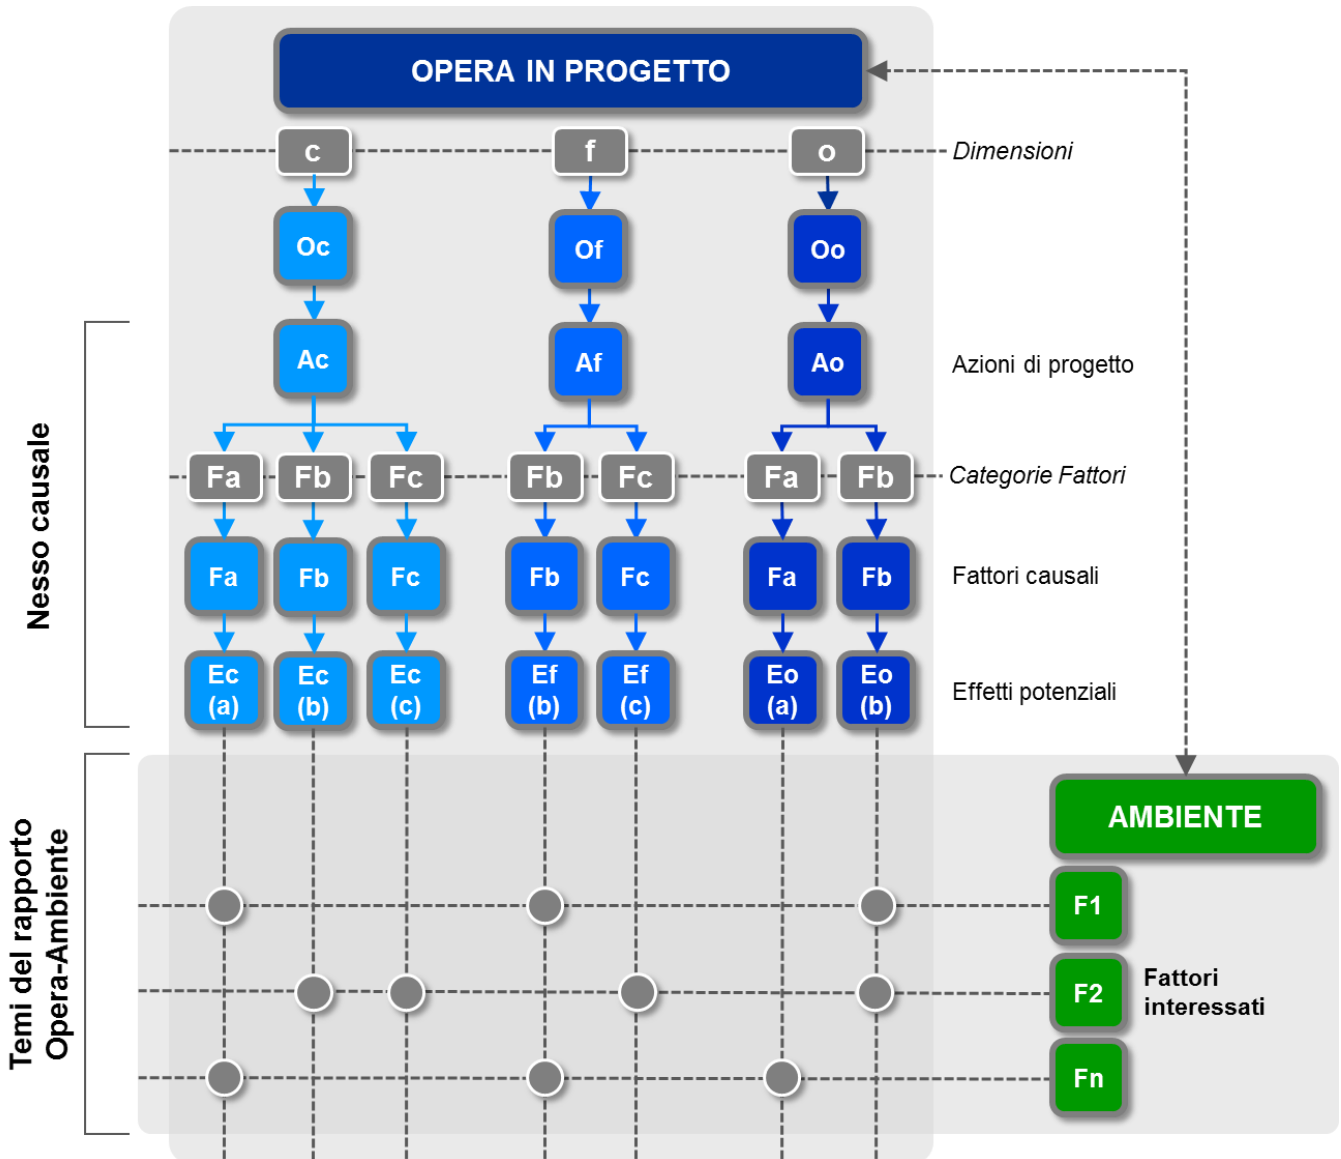 OPERA IN PROGETTO
c f o Dimensioni
Oc Of Oo
Ac Af Ao Azioni di progetto
Fa Fb Fc Fb Fc Fa Fb Categorie Fattori
Fa Fb Fc Fb Fc Fa Fb Fattori causali
Ec Ec Ec Ef Ef Eo Eo Effetti potenziali
(a) (b) (c) (b) (c) (a) (b)
Nesso causale
Temi del rapporto
Opera-Ambiente
AMBIENTE
F1
F2
Fattori
interessati
Fn